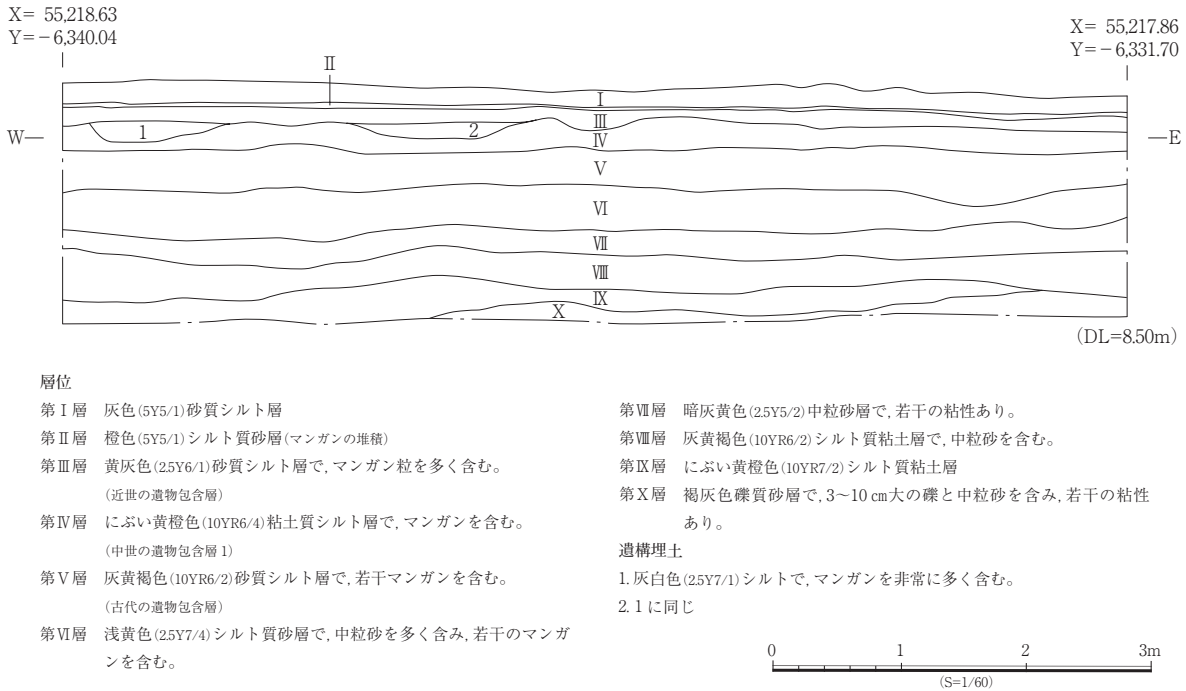 X= 55,218.63
Y=－6,340.04
X= 55,217.86
Y=－6,331.70
Ⅱ
Ⅰ
W
1
2
Ⅲ
E
Ⅳ
Ⅴ
Ⅵ
Ⅶ
Ⅷ
Ⅸ
Ⅹ
(DL=8.50m)
層位
第Ⅰ層 灰色(5Y5/1)砂質シルト層
第Ⅱ層 橙色(5Y5/1)シルト質砂層(マンガンの堆積)
第Ⅲ層 黄灰色(2.5Y6/1)砂質シルト層で,マンガン粒を多く含む。
(近世の遺物包含層)
第Ⅳ層 にぶい黄橙色(10YR6/4)粘土質シルト層で,マンガンを含む。
(中世の遺物包含層1)
第Ⅴ層 灰黄褐色(10YR6/2)砂質シルト層で,若干マンガンを含む。
(古代の遺物包含層)
第Ⅵ層 浅黄色(2.5Y7/4)シルト質砂層で,中粒砂を多く含み,若干のマンガ
ンを含む。
第Ⅶ層 暗灰黄色(2.5Y5/2)中粒砂層で,若干の粘性あり。
第Ⅷ層 灰黄褐色(10YR6/2)シルト質粘土層で,中粒砂を含む。
第Ⅸ層 にぶい黄橙色(10YR7/2)シルト質粘土層
第Ⅹ層 褐灰色礫質砂層で,3～10㎝大の礫と中粒砂を含み,若干の粘性
あり。
遺構埋土
1.灰白色(2.5Y7/1)シルトで,マンガンを非常に多く含む。
2.1に同じ
0 1 2 3m
(S=1/60)